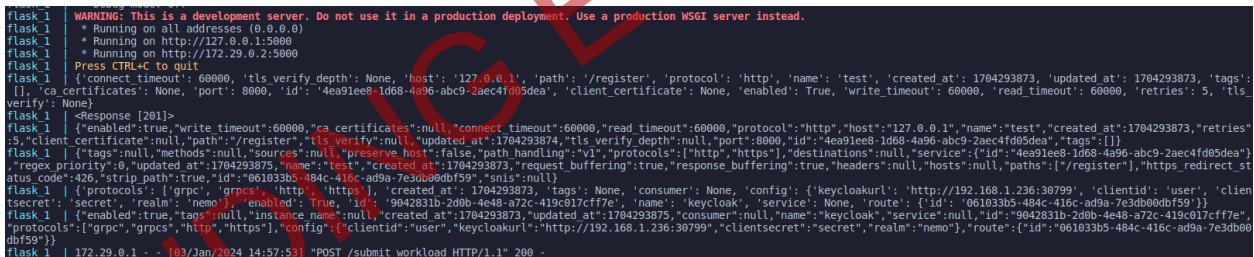 flask_1 | WARNING: This is a development server. Do not use it in a production deployment. Use a production WSGI server instead.
flask_1 | * Running on all addresses (0.0.0.0)
flask_1 | * Running on http://127.0.0.1:5000
flask_1 | * Running on http://172.29.0.2:5000
flask_1 | Press CTRL+C to quit
flask_1 | {'connect_timeout': 60000, 'tls_verify_depth': None, 'host': '127.0.0.1', 'path': '/register', 'protocol': 'http', 'name': 'test', 'created_at': 1704293873, 'updated_at': 1704293873, 'tags':
[], 'ca_certificates': None, 'port': 8000, 'id': '4ea91ee8-1d68-4a96-abc9-2aec4fd05dea', 'client_certificate': None, 'enabled': True, 'write_timeout': 60000, 'read_timeout': 60000, 'retries': 5, 'tls_
verify': None}
flask_1 | <Response [201]>
flask_1 | {"enabled":true,"write_timeout":60000,"ca_certificates":null,"connect_timeout":60000,"read_timeout":60000,"protocol":"http","host":"127.0.0.1","name":"test","created_at":1704293873,"retries"
:5,"client_certificate":null,"path":"/register","tls_verify":null,"updated_at":1704293874,"tls_verify_depth":null,"port":8000,"id":"4ea91ee8-1d68-4a96-abc9-2aec4fd05dea","tags":[]}
flask_1 | {"tags":null,"methods":null,"sources":null,"preserve_host":false,"path_handling":"v1","protocols":["http","https"],"destinations":null,"service":{"id":"4ea91ee8-1d68-4a96-abc9-2aec4fd05dea"}
,"regex_priority":0,"updated_at":1704293875,"name":"test","created_at":1704293873,"request_buffering":true,"response_buffering":true,"headers":null,"hosts":null,"paths":["/register"],"https_redirect_st
atus_code":426,"strip_path":true,"id":"061033b5-484c-416c-ad9a-7e3db00dbf59","snis":null}
flask_1 | {'protocols': ['grpc', 'grpcs', 'http', 'https'], 'created_at': 1704293873, 'tags': None, 'consumer': None, 'config': {'keycloakurl': 'http://192.168.1.236:30799', 'clientid': 'user', 'clien
tsecret': 'secret', 'realm': 'nemo'}, 'enabled': True, 'id': '9042831b-2d0b-4e48-a72c-419c017cff7e', 'name': 'keycloak', 'service': None, 'route': {'id': '061033b5-484c-416c-ad9a-7e3db00dbf59'}}
flask_1 | {"enabled":true,"tags":null,"instance_name":null,"created_at":1704293873,"updated_at":1704293875,"consumer":null,"name":"keycloak","service":null,"id":"9042831b-2d0b-4e48-a72c-419c017cff7e",
"protocols":["grpc","grpcs","http","https"],"config":{"clientid":"user","keycloakurl":"http://192.168.1.236:30799","clientsecret":"secret","realm":"nemo"},"route":{"id":"061033b5-484c-416c-ad9a-7e3db00
dbf59"}}
flask_1 | 172.29.0.1 - - [03/Jan/2024 14:57:53] "POST /submit_workload HTTP/1.1" 200 -